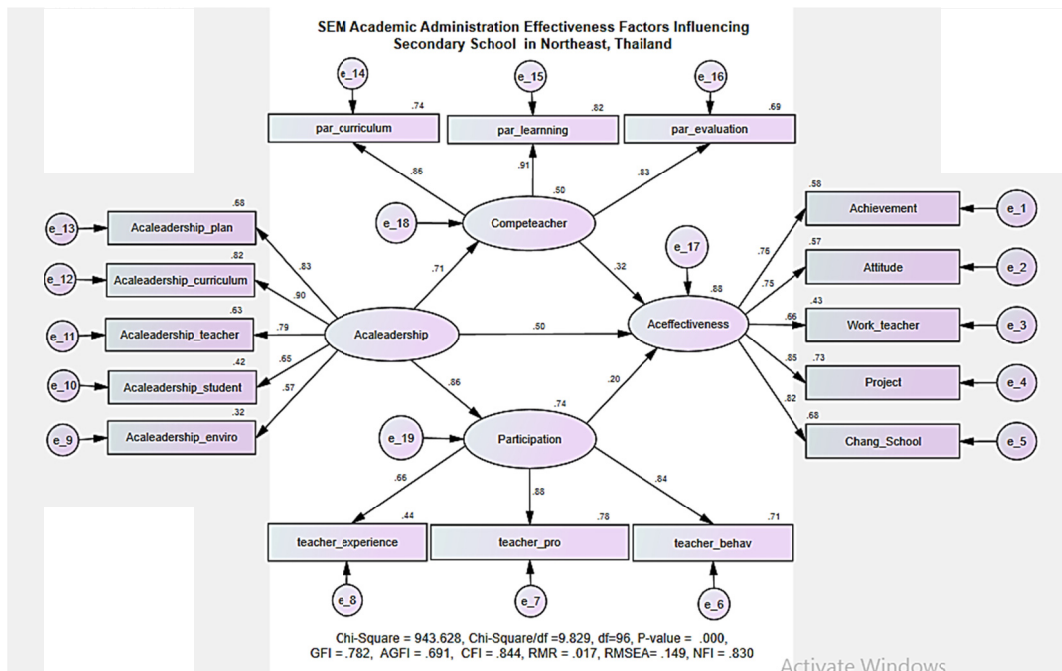 SEN Academic Administration Effectiveness Factors Influencing
Secondary School in Northeast, Thailand
e_14
e_15
e_16
.74
.82
.69
par_curriculum
par_learnning
par_evaluation
.86
.91
.83
.50
e_18
Competeacher
.58
Achievement
e_1
.68
e_13
Acaleadership_plan
e_17
.76
.57
Attitude
e_2
.82
e_12
Acaleadership_curriculum
.83
.71
.32
.88
.75
.43
.90
.63
e_11
Acaleadership_teacher
.79
Acaleadership
.50
Aceffectiveness
.66
Work_teacher
e_3
.42
.65
e_10
Acaleadership_student
.57
.86
.20
.85
.73
Project
e_4
.32
.82
e_9
Acaleadership_enviro
.74
.68
e_19
Participation
Chang_School
e_5
.66
.88
.84
.44
.78
.71
teacher_experience
teacher_pro
teacher_behav
e_8
e_7
e_6
Chi-Square = 943.628, Chi-Square/df =9.829, df=96, P-value = .000,
GFI =.782, AGFI =.691, CFI =.844, RMR =.017, RMSEA= .149, NFI =.830
Activate Windows